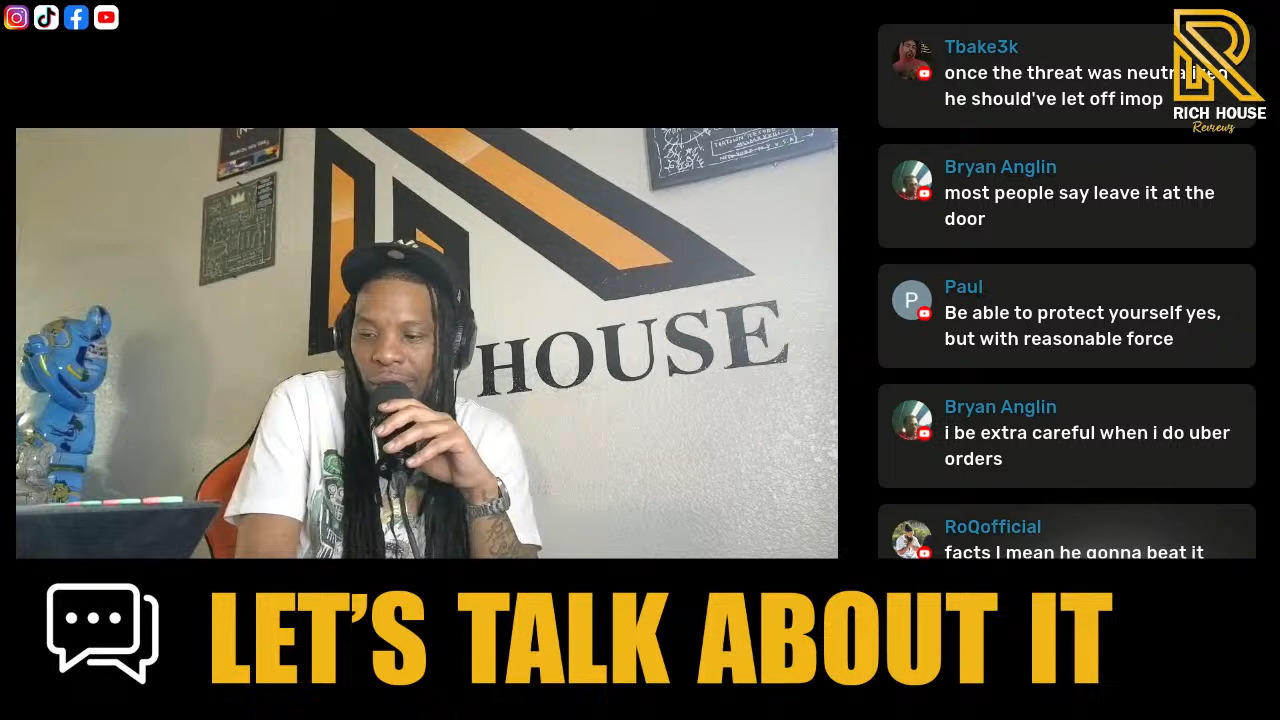 Tbake3k
once the threat was neutralized
he should've let off imop
RICH HOUSE
Reviews
Bryan Anglin
most people say leave it at the
door
P
Paul
Be able to protect yourself yes,
but with reasonable force
Bryan Anglin
i be extra careful when i do uber
orders
RoQofficial
facts I mean he gonna beat it
HOUSE
LET'S TALK ABOUT IT